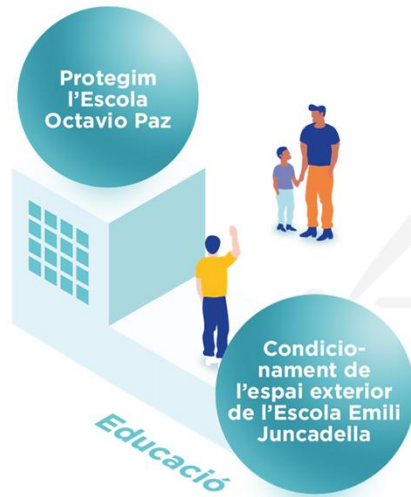 Protegim
l'Escola
Octavio Paz
Condicio-
nament de
l'espai exterior
de l'Escola Emili
Juncadella
Educació